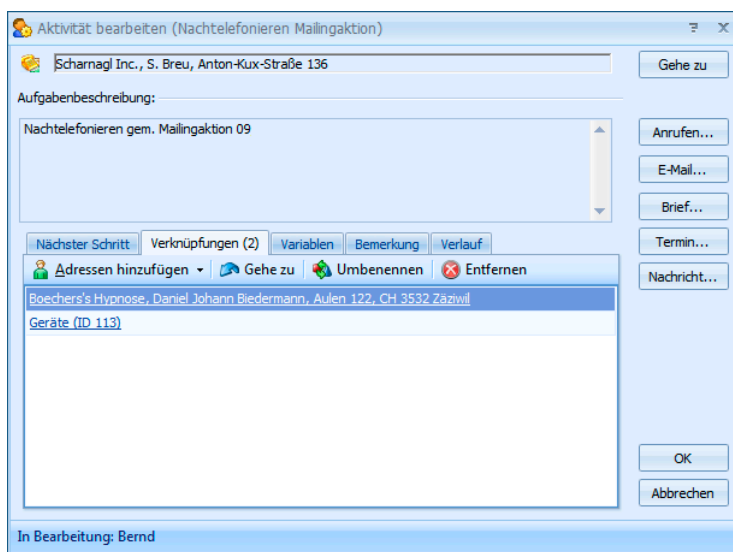 Aktivität bearbeiten (Nachtelefonieren Mailingaktion)
Scharnagl Inc., S. Breu, Anton-Kux-Straße 136
Gehe zu
Aufgabenbeschreibung:
Nachtelefonieren gem. Mailingaktion 09
Anrufen...
E-Mail...
Brief...
Termin...
Nachricht...
Nächster Schritt Verknüpfungen (2) Variablen Bemerkung Verlauf
Adressen hinzufügen Gehe zu Umbenennen Entfernen
Boechers's Hypnose, Daniel Johann Biedermann, Aulen 122, CH 3532 Zäziwil
Geräte (ID 113)
OK
Abbrechen
In Bearbeitung: Bernd